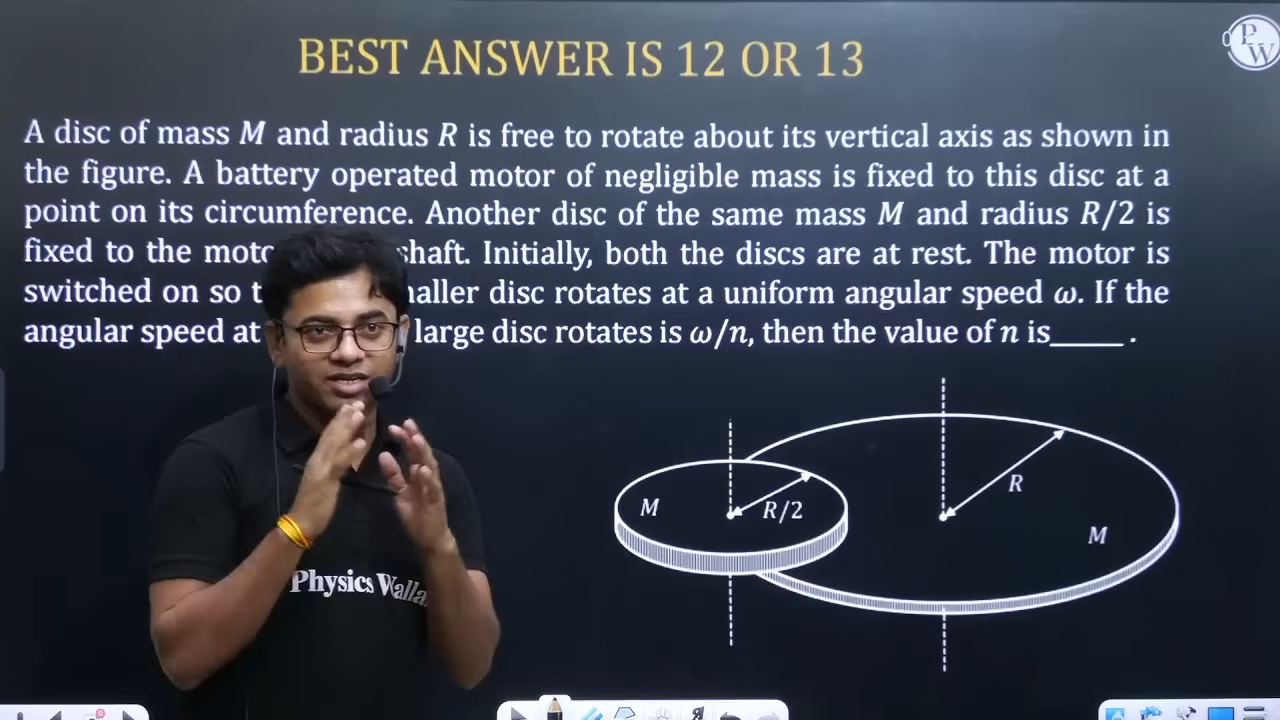 BEST ANSWER IS 12 OR 13
PW
A disc of mass M and radius R is free to rotate about its vertical axis as shown in
the figure. A battery operated motor of negligible mass is fixed to this disc at a
point on its circumference. Another disc of the same mass M and radius R/2 is
fixed to the shaft. Initially, both the discs are at rest. The motor is
switched on so disc rotates at a uniform angular speed ω. If the
angular speed at large disc rotates is ω/n, then the value of n is______ .
M
R/2
R
M
Physics